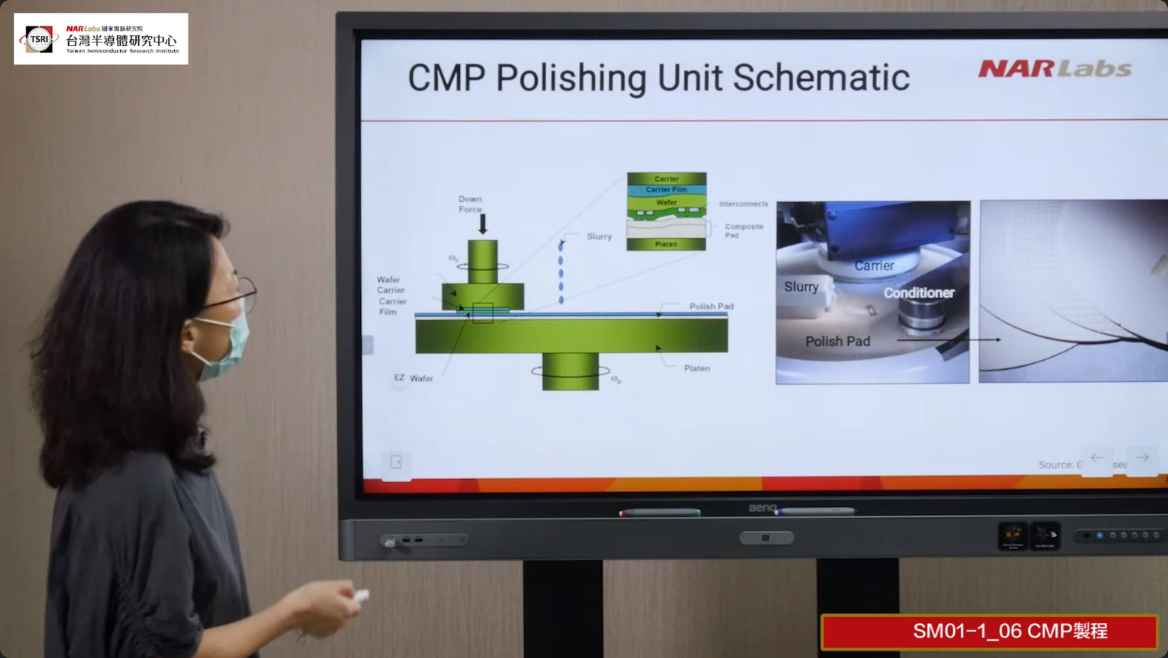 TSRI
NARLabs 國家實驗研究院
台灣半導體研究中心
Taiwan Semiconductor Research Institute
CMP Polishing Unit Schematic
NARLabs
Down
Force
Slurry
Carrier
Carrier Film
Wafer
Platen
Interconnects
Composite
Pad
Wafer
Carrier
Carrier
Film
Polish Pad
Platen
EZ Wafer
Carrier
Slurry
Conditioner
Polish Pad
Source:
BenQ
SM01-1_06 CMP製程